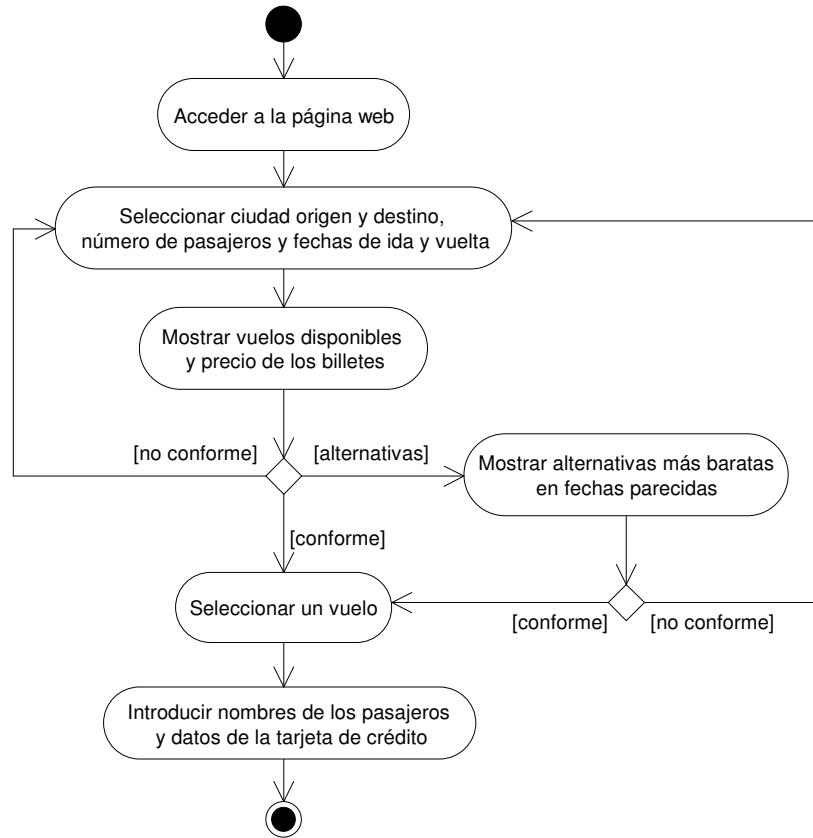 Acceder a la página web
Seleccionar ciudad origen y destino,
número de pasajeros y fechas de ida y vuelta
Mostrar vuelos disponibles
y precio de los billetes
[no conforme]
[alternativas]
Mostrar alternativas más baratas
en fechas parecidas
[conforme]
Seleccionar un vuelo
[conforme]
[no conforme]
Introducir nombres de los pasajeros
y datos de la tarjeta de crédito